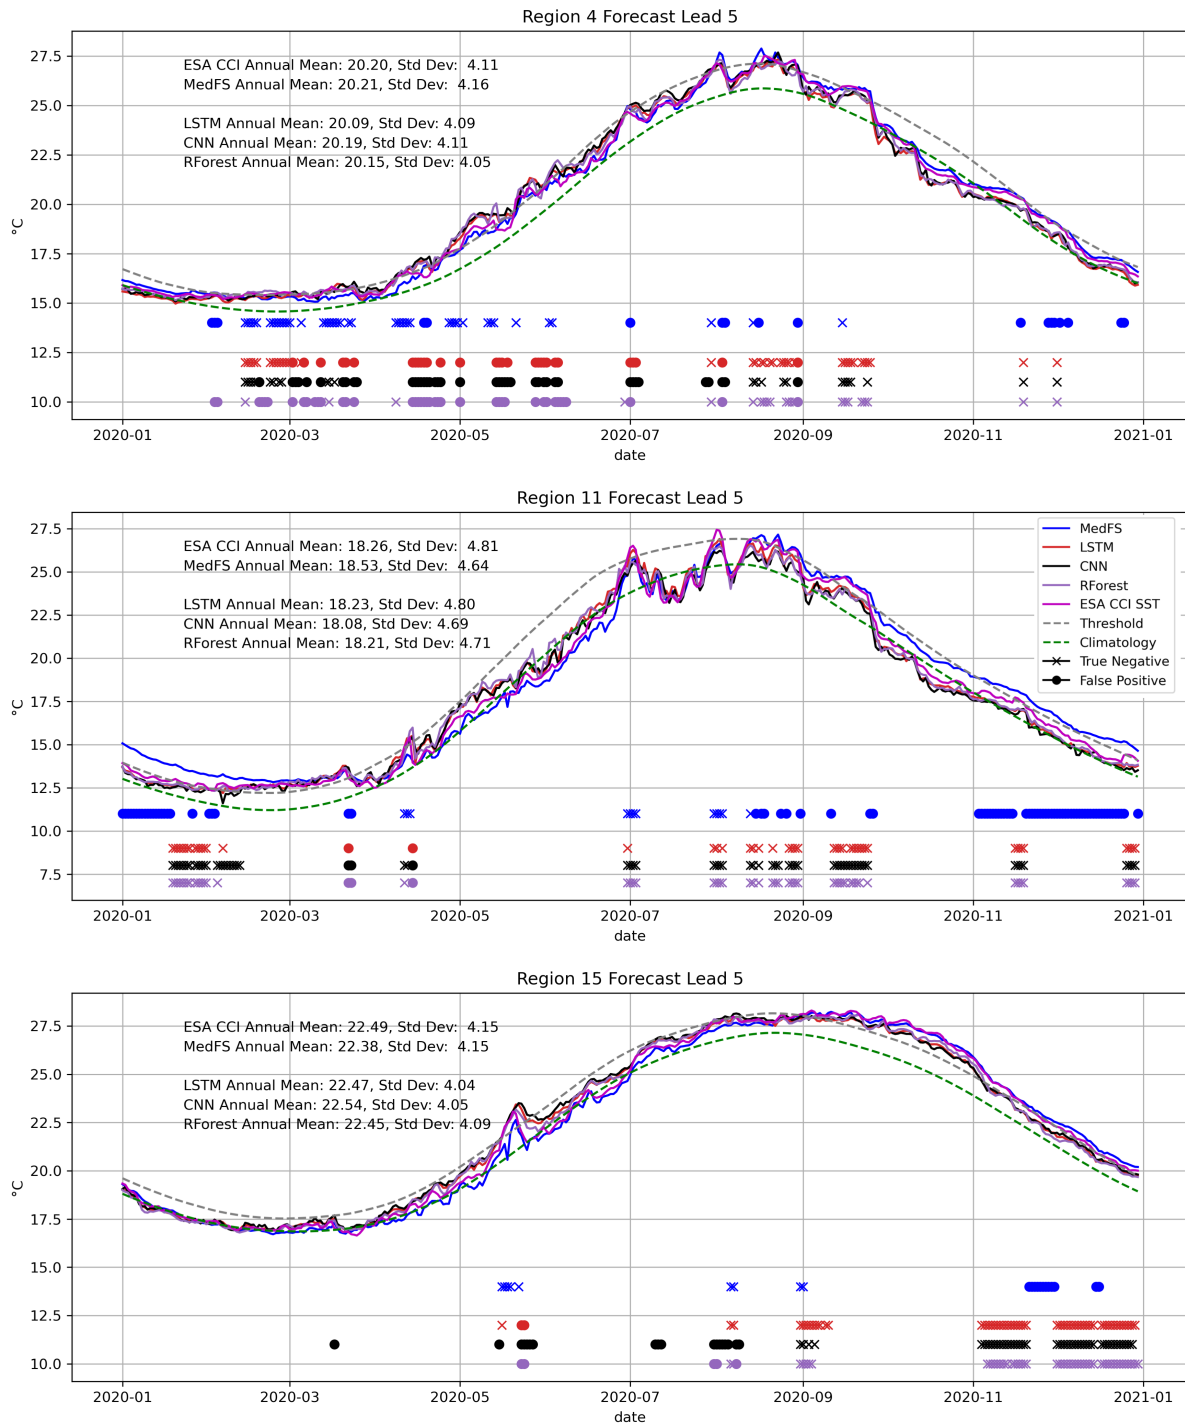 Region 4 Forecast Lead 5
27.5
25.0
22.5
20.0
17.5
15.0
12.5
10.0
°C
ESA CCI Annual Mean: 20.20, Std Dev:  4.11
MedFS Annual Mean: 20.21, Std Dev:  4.16
LSTM Annual Mean: 20.09, Std Dev: 4.09
CNN Annual Mean: 20.19, Std Dev: 4.11
RForest Annual Mean: 20.15, Std Dev: 4.05
2020-01 2020-03 2020-05 2020-07 2020-09 2020-11 2021-01
date
Region 11 Forecast Lead 5
27.5
25.0
22.5
20.0
17.5
15.0
12.5
10.0
7.5
°C
ESA CCI Annual Mean: 18.26, Std Dev:  4.81
MedFS Annual Mean: 18.53, Std Dev:  4.64
LSTM Annual Mean: 18.23, Std Dev: 4.80
CNN Annual Mean: 18.08, Std Dev: 4.69
RForest Annual Mean: 18.21, Std Dev: 4.71
MedFS
LSTM
CNN
RForest
ESA CCI SST
Threshold
Climatology
True Negative
False Positive
2020-01 2020-03 2020-05 2020-07 2020-09 2020-11 2021-01
date
Region 15 Forecast Lead 5
27.5
25.0
22.5
20.0
17.5
15.0
12.5
10.0
°C
ESA CCI Annual Mean: 22.49, Std Dev:  4.15
MedFS Annual Mean: 22.38, Std Dev:  4.15
LSTM Annual Mean: 22.47, Std Dev: 4.04
CNN Annual Mean: 22.54, Std Dev: 4.05
RForest Annual Mean: 22.45, Std Dev: 4.09
2020-01 2020-03 2020-05 2020-07 2020-09 2020-11 2021-01
date